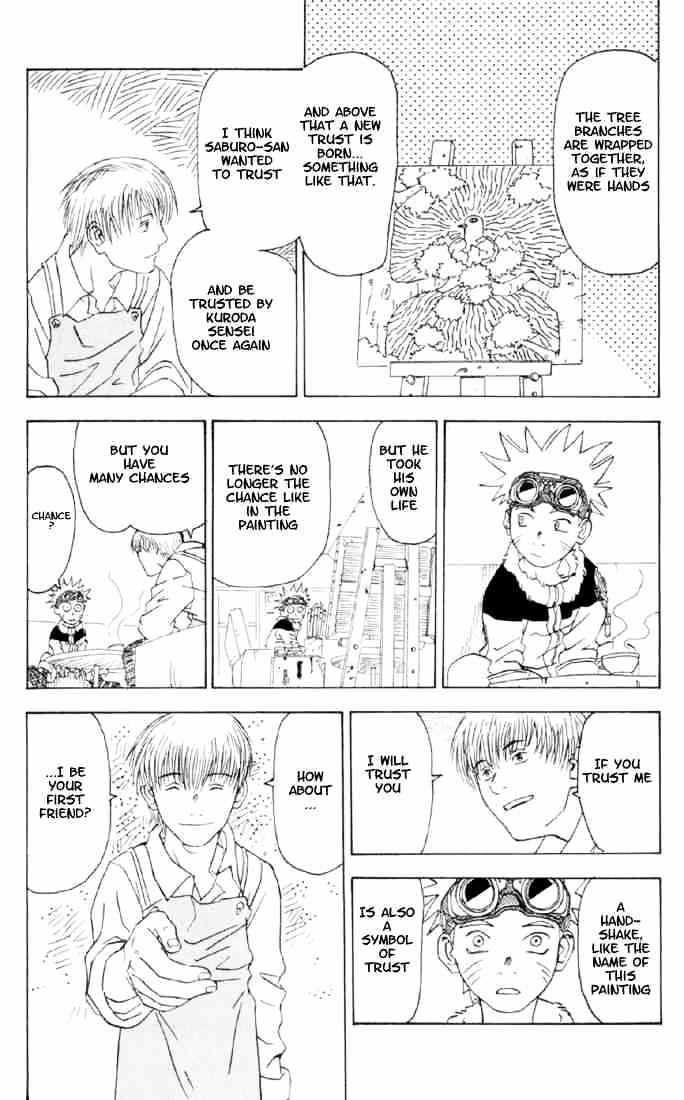 THE TREE
BRANCHES
ARE WRAPPED
TOGETHER,
AS IF THEY
WERE HANDS
AND ABOVE
THAT A NEW
TRUST IS
BORN...
SOMETHING
LIKE THAT.
I THINK
SABURO-SAN
WANTED
TO TRUST
AND BE
TRUSTED BY
KURODA
SENSEI
ONCE AGAIN
BUT HE
TOOK
HIS
OWN
LIFE
THERE'S NO
LONGER THE
CHANCE LIKE
IN THE
PAINTING
BUT YOU
HAVE
MANY CHANCES
CHANCE
?
IF YOU
TRUST ME
I WILL
TRUST
YOU
A
HAND-
SHAKE,
LIKE THE
NAME OF
THIS
PAINTING
IS ALSO
A
SYMBOL
OF
TRUST
HOW
ABOUT
...
...I BE
YOUR
FIRST
FRIEND?